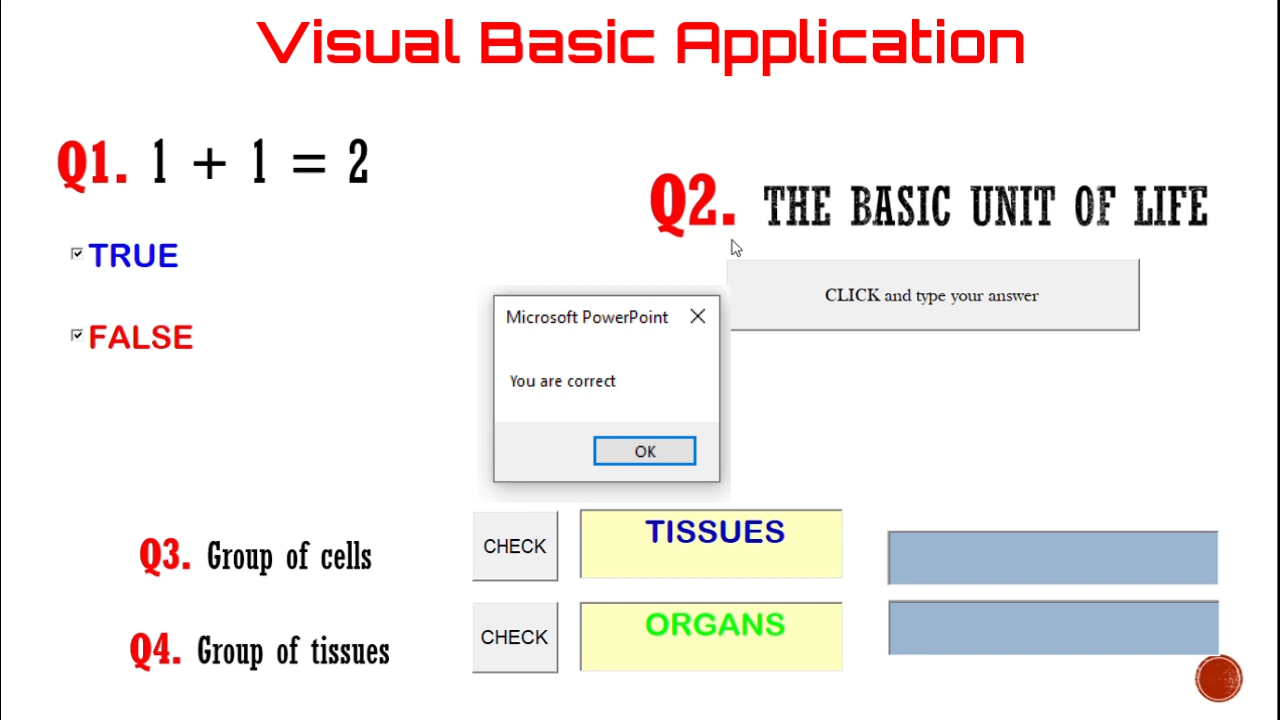 Visual Basic Application
Q1. 1 + 1 = 2
TRUE
FALSE
Q2. THE BASIC UNIT OF LIFE
CLICK and type your answer
Microsoft PowerPoint
You are correct
OK
Q3. Group of cells
CHECK
TISSUES
Q4. Group of tissues
CHECK
ORGANS